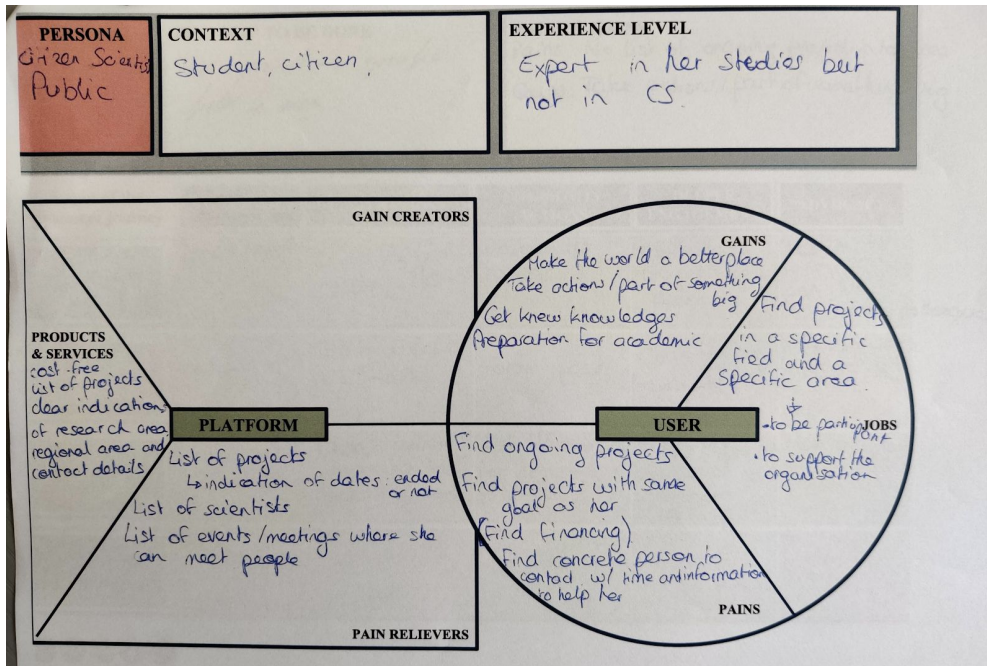 PERSONA
Citizen Scientist
Public
CONTEXT
Student, citizen.
EXPERIENCE LEVEL
Expert in her studies but
not in CS.
GAIN CREATORS
PRODUCTS
& SERVICES
cost-free
List of projects
clear indication
of research area
regional area and
contact details
PLATFORM
List of projects
↳ indication of dates: ended
or not
List of scientists
List of events/meetings where she
can meet people
PAIN RELIEVERS
GAINS
Make the world a better place
Take action/part of something
big
Get knew knowledges
Preparation for academic
USER
Find ongoing projects
Find projects with same
goal as her
(Find financing)
Find concrete person to
contact w/ time and information
to help her
PAINS
Find projects
in a specific
fied and a
specific area.
JOBS
• to be
• to support the
organisation